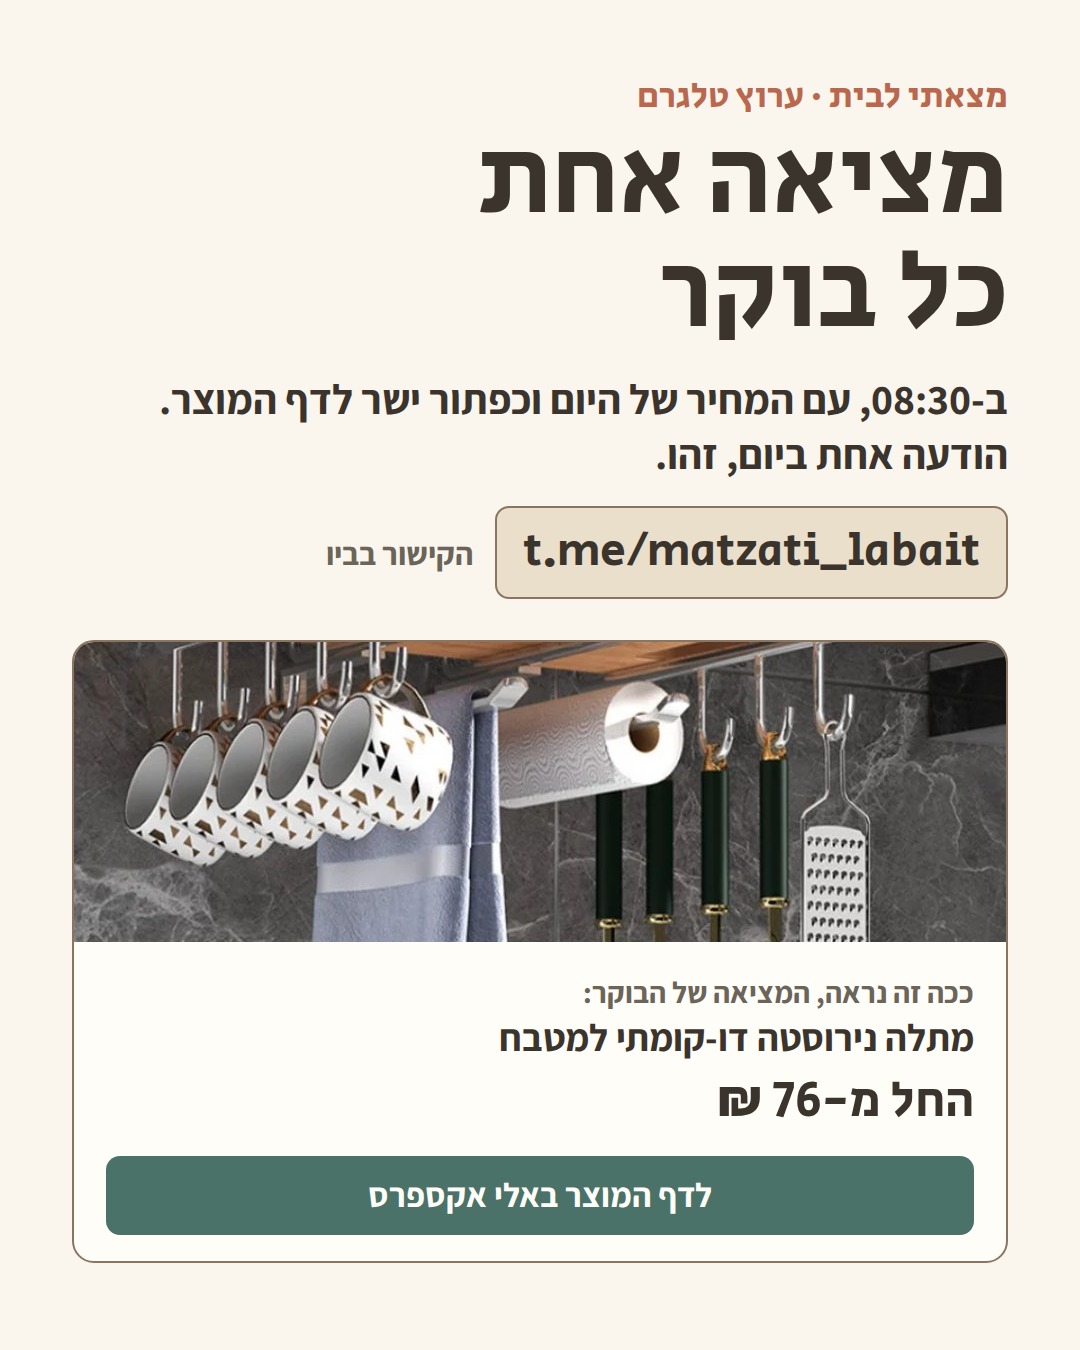 מצאתי לבית • ערוץ טלגרם
מציאה אחת
כל בוקר
ב-08:30, עם המחיר של היום וכפתור ישר לדף המוצר.
הודעה אחת ביום, זהו.
t.me/matzati_labait
הקישור בביו
ככה זה נראה, המציאה של הבוקר:
מתלה נירוסטה דו-קומתי למטבח
החל מ-76 ₪
לדף המוצר באלי אקספרס